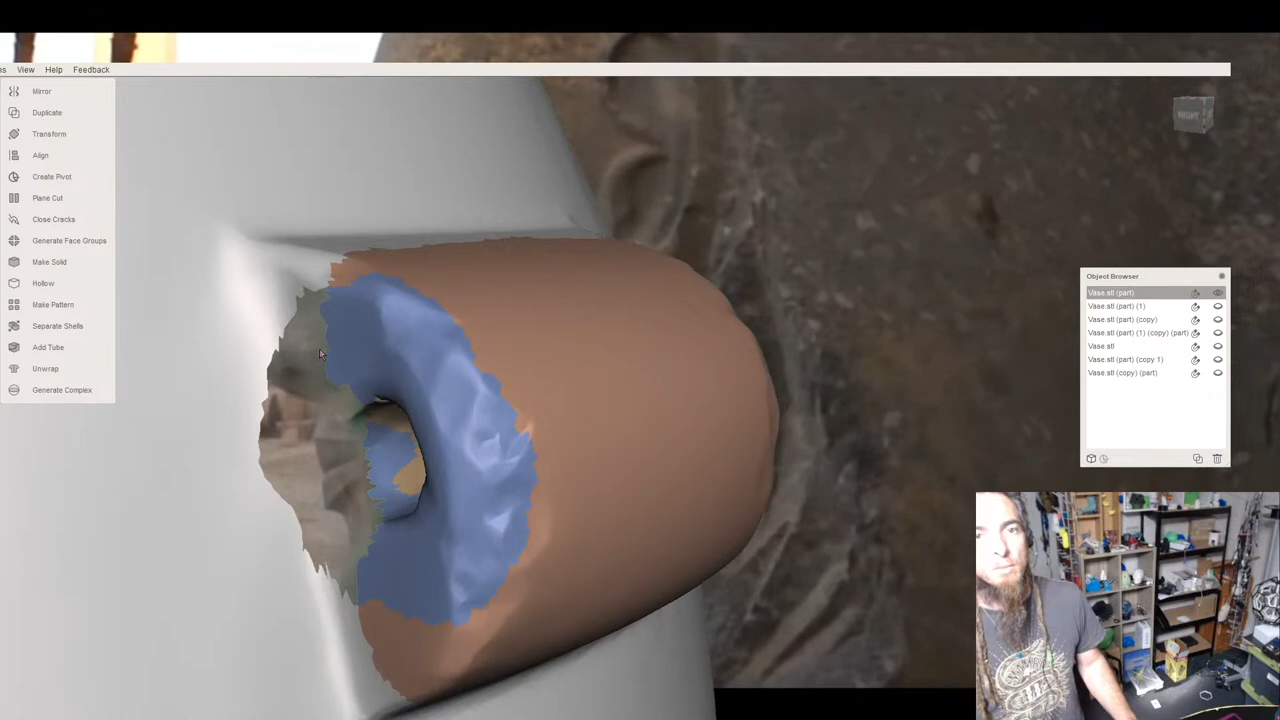 ns View Help Feedback
Mirror
Duplicate
Transform
Align
Create Pivot
Plane Cut
Close Cracks
Generate Face Groups
Make Solid
Hollow
Make Pattern
Separate Shells
Add Tube
Unwrap
Generate Complex
RIGHT
Object Browser
Vase.stl (part)
Vase.stl (part) (1)
Vase.stl (part) (copy)
Vase.stl (part) (1) (copy) (part)
Vase.stl
Vase.stl (part) (copy 1)
Vase.stl (copy) (part)